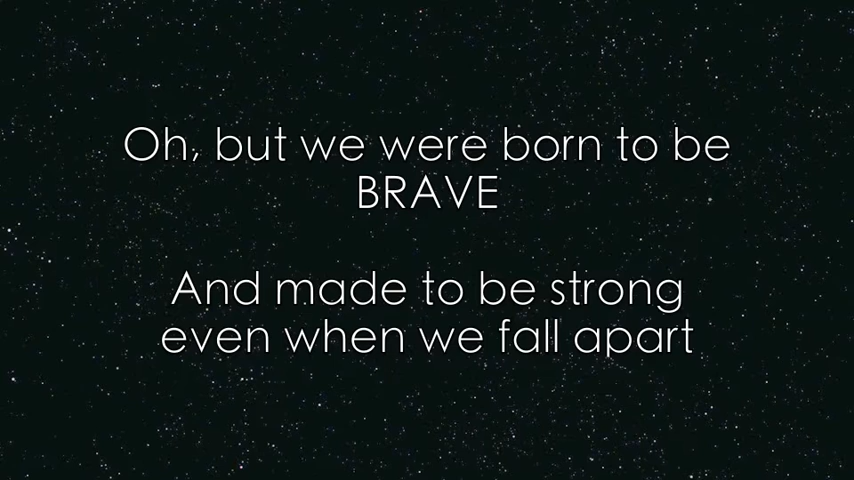 Oh, but we were born to be
BRAVE
And made to be strong
even when we fall apart